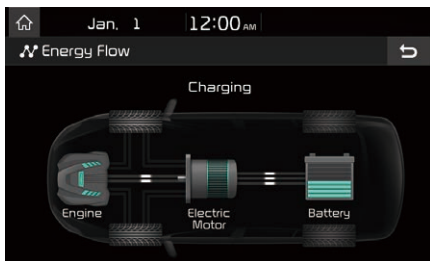 Jan. 1 12:00 AM
Energy Flow
Charging
Engine
Electric
Motor
Battery